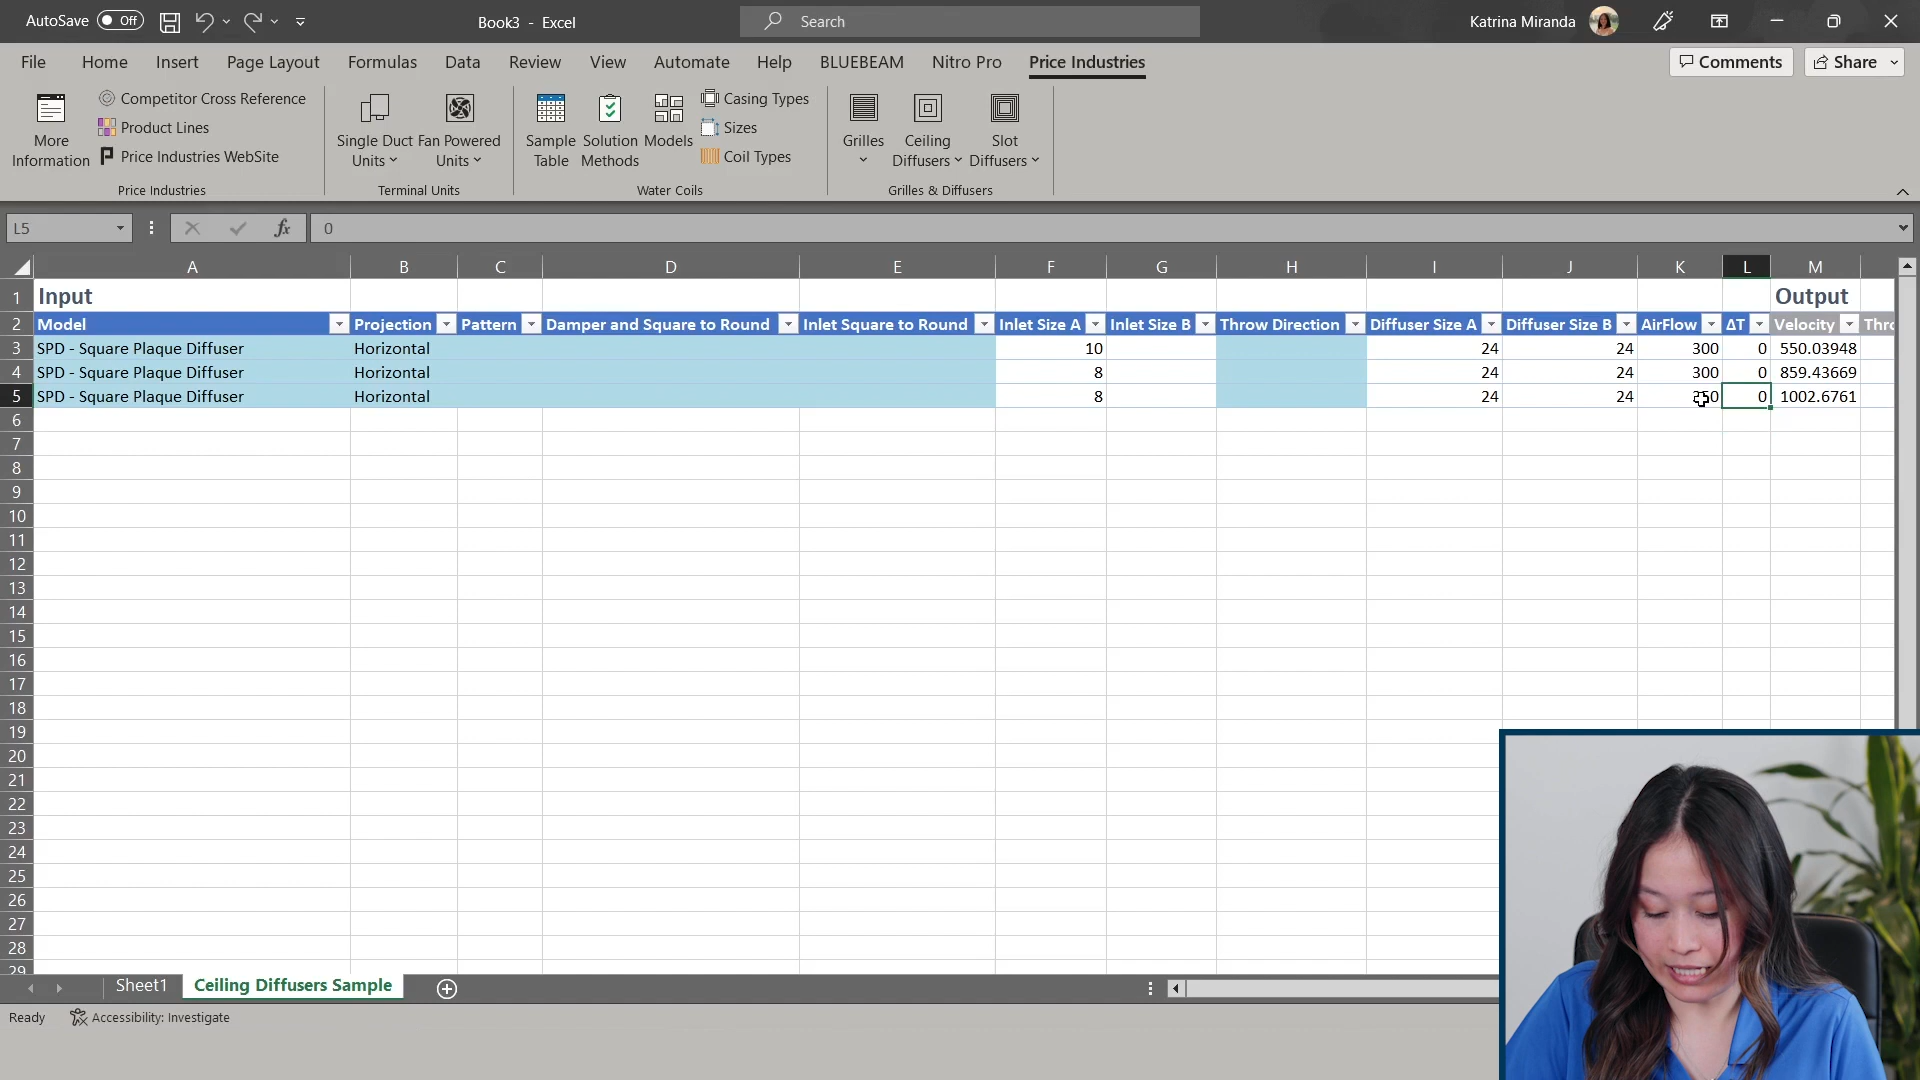 AutoSave Off
Book3 - Excel
Search
Katrina Miranda
File Home Insert Page Layout Formulas Data Review View Automate Help BLUEBEAM Nitro Pro Price Industries
Comments Share
More Information
Competitor Cross Reference
Product Lines
Price Industries WebSite
Price Industries
Single Duct Units
Fan Powered Units
Terminal Units
Sample Table
Solution Methods
Models
Casing Types
Sizes
Coil Types
Water Coils
Grilles
Ceiling Diffusers
Slot Diffusers
Grilles & Diffusers
L5 fx 0
A B C D E F G H I J K L M
1 Input Output
2 Model Projection Pattern Damper and Square to Round Inlet Square to Round Inlet Size A Inlet Size B Throw Direction Diffuser Size A Diffuser Size B AirFlow ΔT Velocity Thro
3 SPD - Square Plaque Diffuser Horizontal 10 24 24 300 0 550.03948
4 SPD - Square Plaque Diffuser Horizontal 8 24 24 300 0 859.43669
5 SPD - Square Plaque Diffuser Horizontal 8 24 24 0 1002.6761
6
7
8
9
10
11
12
13
14
15
16
17
18
19
20
21
22
23
24
25
26
27
28
29
Sheet1 Ceiling Diffusers Sample
Ready Accessibility: Investigate